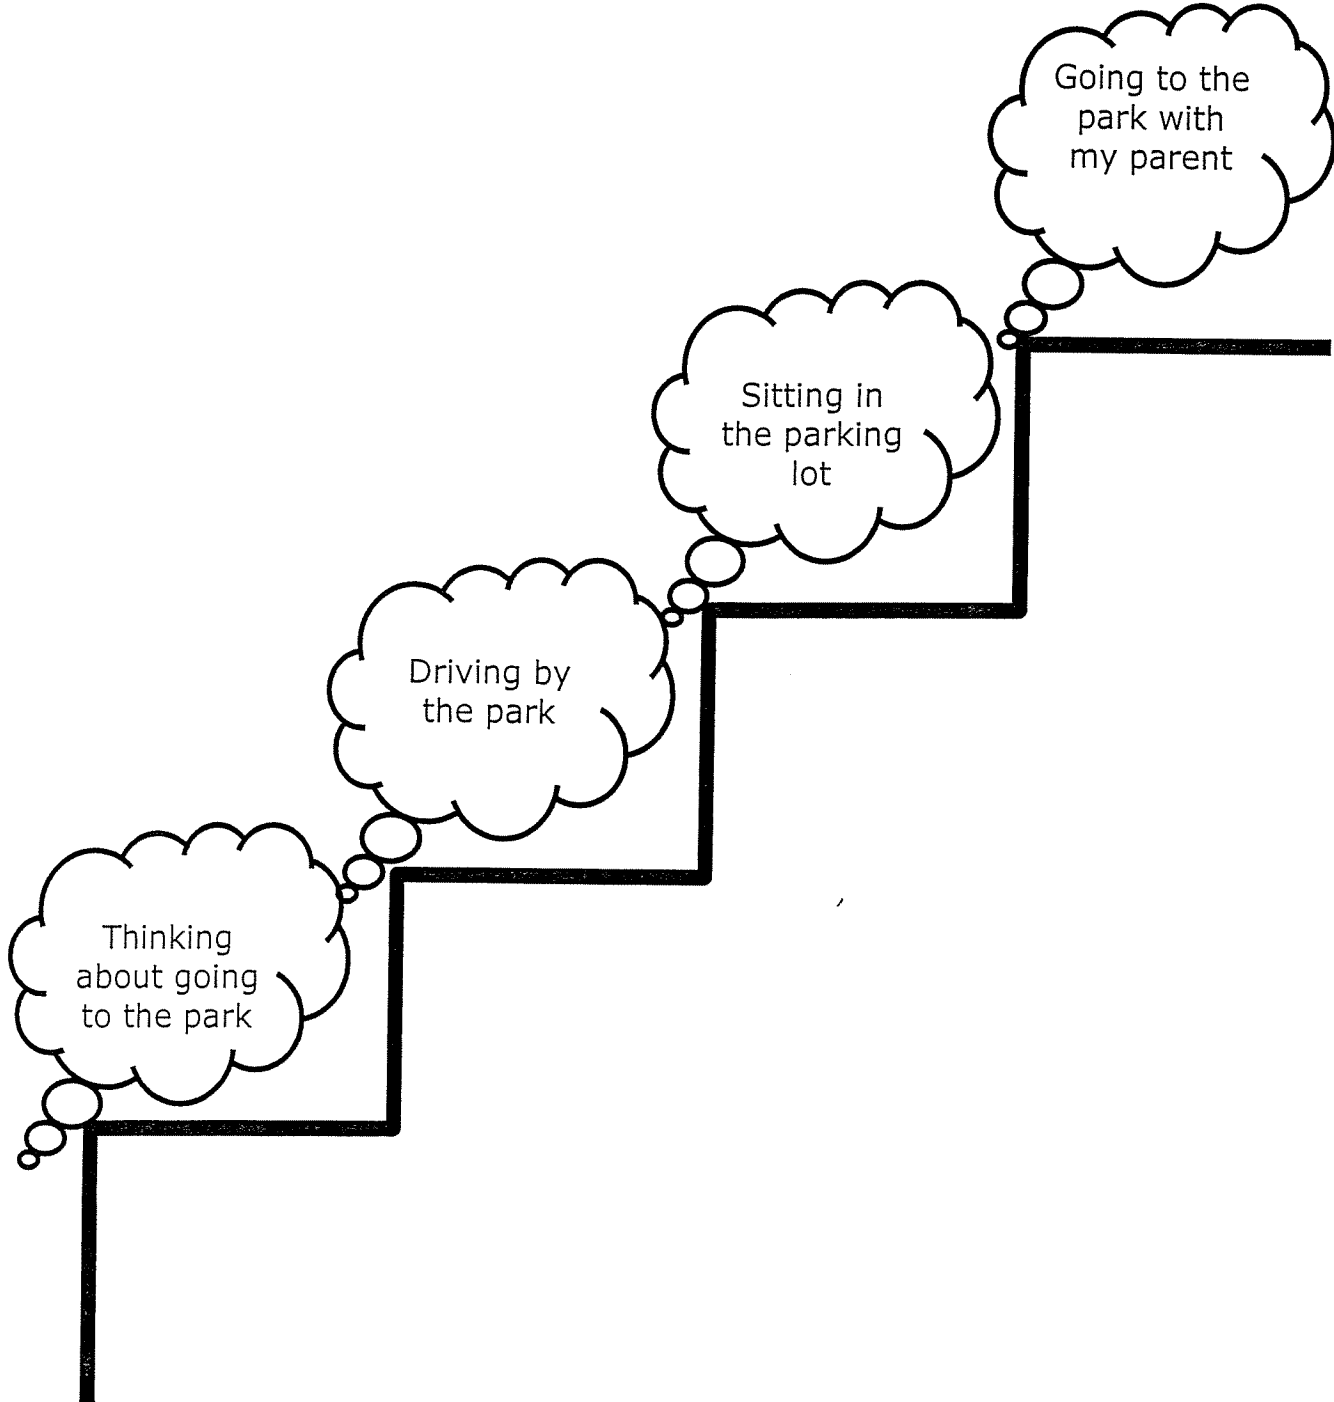 Going to the
park with
my parent
Sitting in
the parking
lot
Driving by
the park
Thinking
about going
to the park